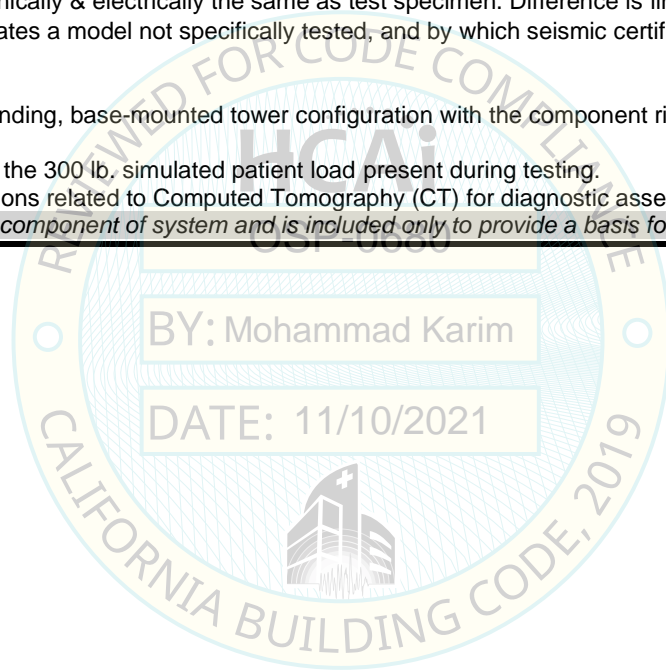 nically & electrically the same as test specimen. Difference is li
ates a model not specifically tested, and by which seismic certif
nding, base-mounted tower configuration with the component ri
the 300 lb. simulated patient load present during testing.
ons related to Computed Tomography (CT) for diagnostic asse
component of system and is included only to provide a basis fo
REVIEWED FOR CODE COMPLIANCE
HCAi
OSP-0680
BY: Mohammad Karim
DATE: 11/10/2021
CALIFORNIA BUILDING CODE, 2019